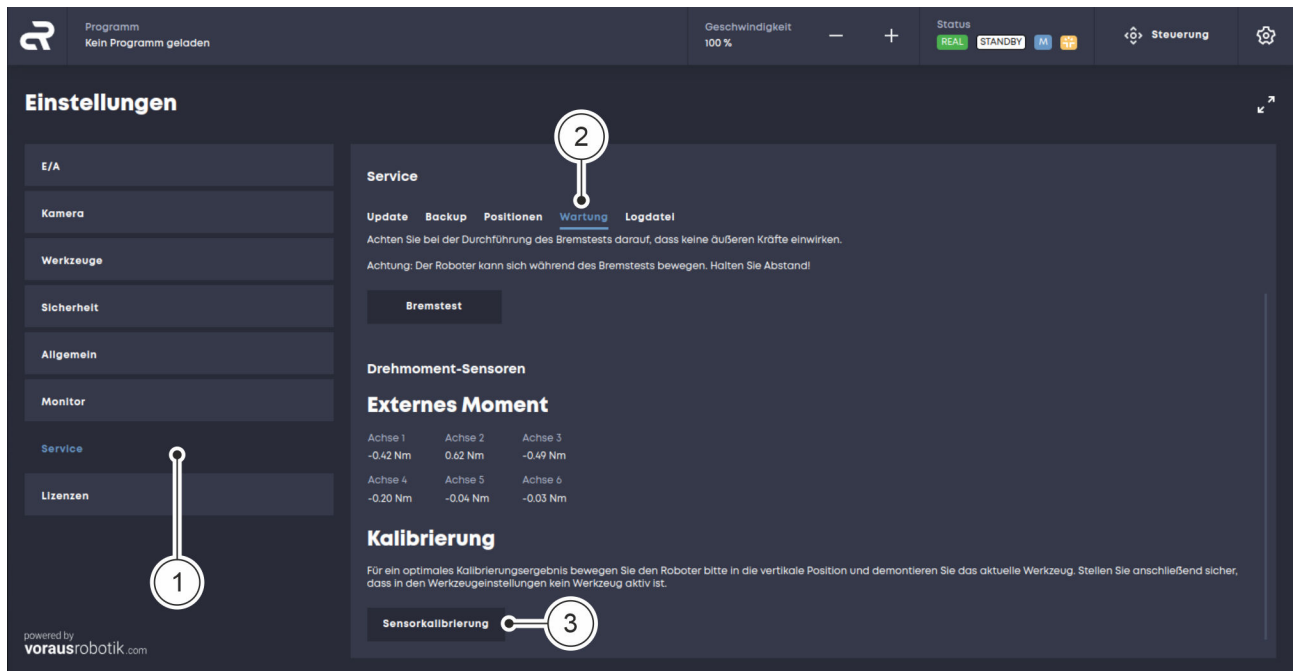 Programm
Kein Programm geladen
Geschwindigkeit
100 %
Status
REAL STANDBY M
Steuerung
Einstellungen
2
E/A
Kamera
Werkzeuge
Sicherheit
Allgemein
Monitor
Service
Lizenzen
1
powered by
vorausrobotik.com
Service
Update Backup Positionen Wartung Logdatei
Achten Sie bei der Durchführung des Bremstests darauf, dass keine äußeren Kräfte einwirken.
Achtung: Der Roboter kann sich während des Bremstests bewegen. Halten Sie Abstand!
Bremstest
Drehmoment-Sensoren
Externes Moment
Achse 1 Achse 2 Achse 3
-0.42 Nm 0.62 Nm -0.49 Nm
Achse 4 Achse 5 Achse 6
-0.20 Nm -0.04 Nm -0.03 Nm
Kalibrierung
Für ein optimales Kalibrierungsergebnis bewegen Sie den Roboter bitte in die vertikale Position und demontieren Sie das aktuelle Werkzeug. Stellen Sie anschließend sicher,
dass in den Werkzeugeinstellungen kein Werkzeug aktiv ist.
Sensorkalibrierung
3